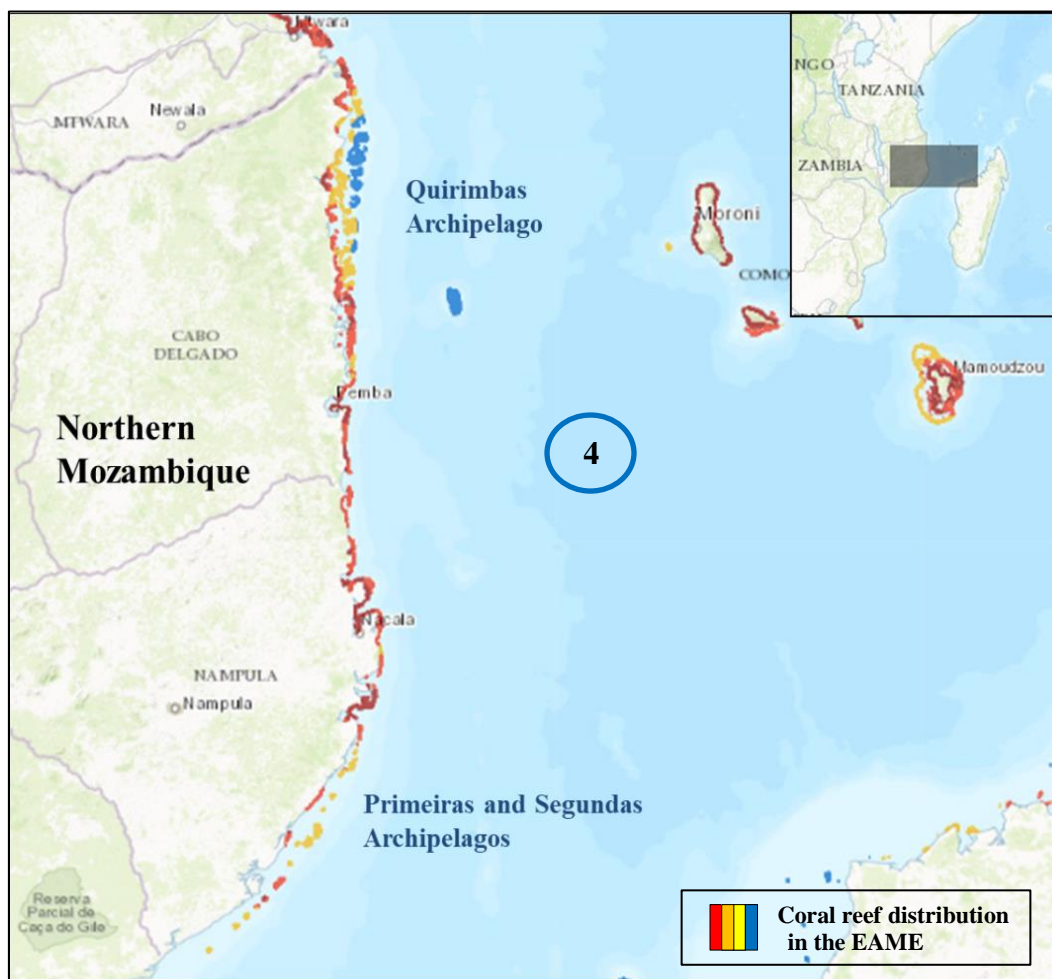 Mtwara
Newala
MTWARA
NGO
TANZANIA
ZAMBIA
Quirimbas
Archipelago
Moroni
COMO
CABO
DELGADO
Pemba
Mamoudzou
Northern
Mozambique
4
Nacala
NAMPULA
Nampula
Primeiras and Segundas
Archipelagos
Reserva
Parcial de
Caça do Gile
Coral reef distribution
in the EAME